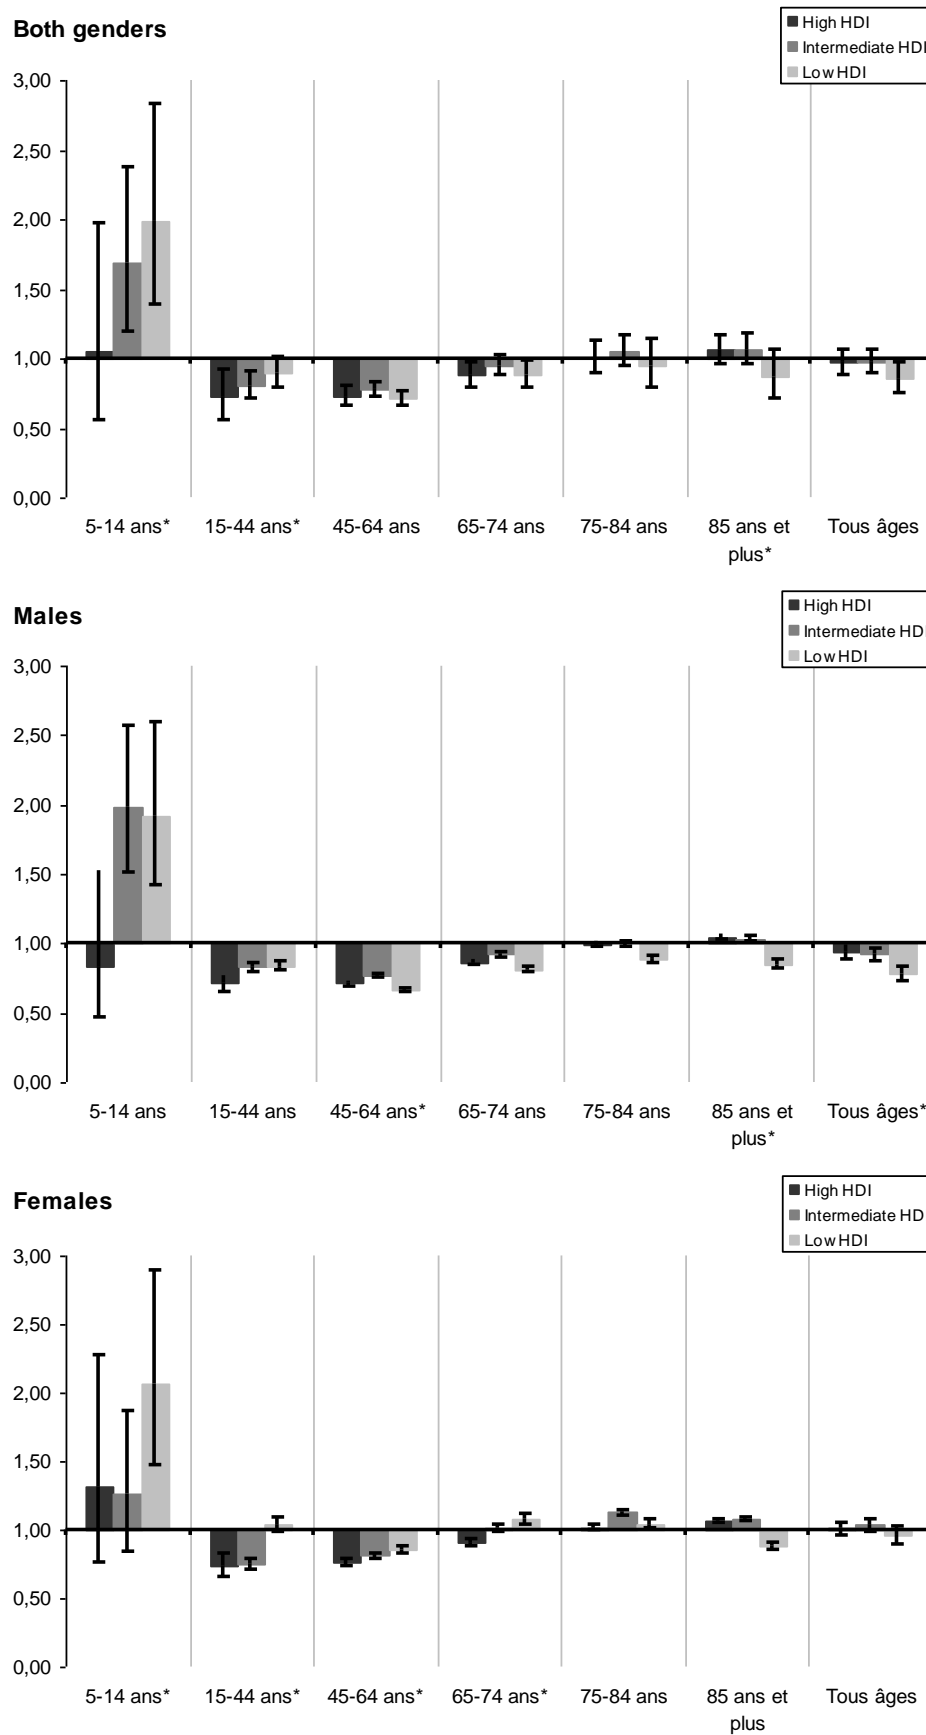 Both genders
High HDI
Intermediate HDI
Low HDI
3,00
2,50
2,00
1,50
1,00
0,50
0,00
5-14 ans* 15-44 ans* 45-64 ans 65-74 ans 75-84 ans 85 ans et Tous âges
plus*
Males
High HDI
Intermediate HDI
Low HDI
3,00
2,50
2,00
1,50
1,00
0,50
0,00
5-14 ans 15-44 ans 45-64 ans* 65-74 ans 75-84 ans 85 ans et Tous âges*
plus*
Females
High HDI
Intermediate HD
Low HDI
3,00
2,50
2,00
1,50
1,00
0,50
0,00
5-14 ans* 15-44 ans* 45-64 ans* 65-74 ans* 75-84 ans 85 ans et Tous âges
plus